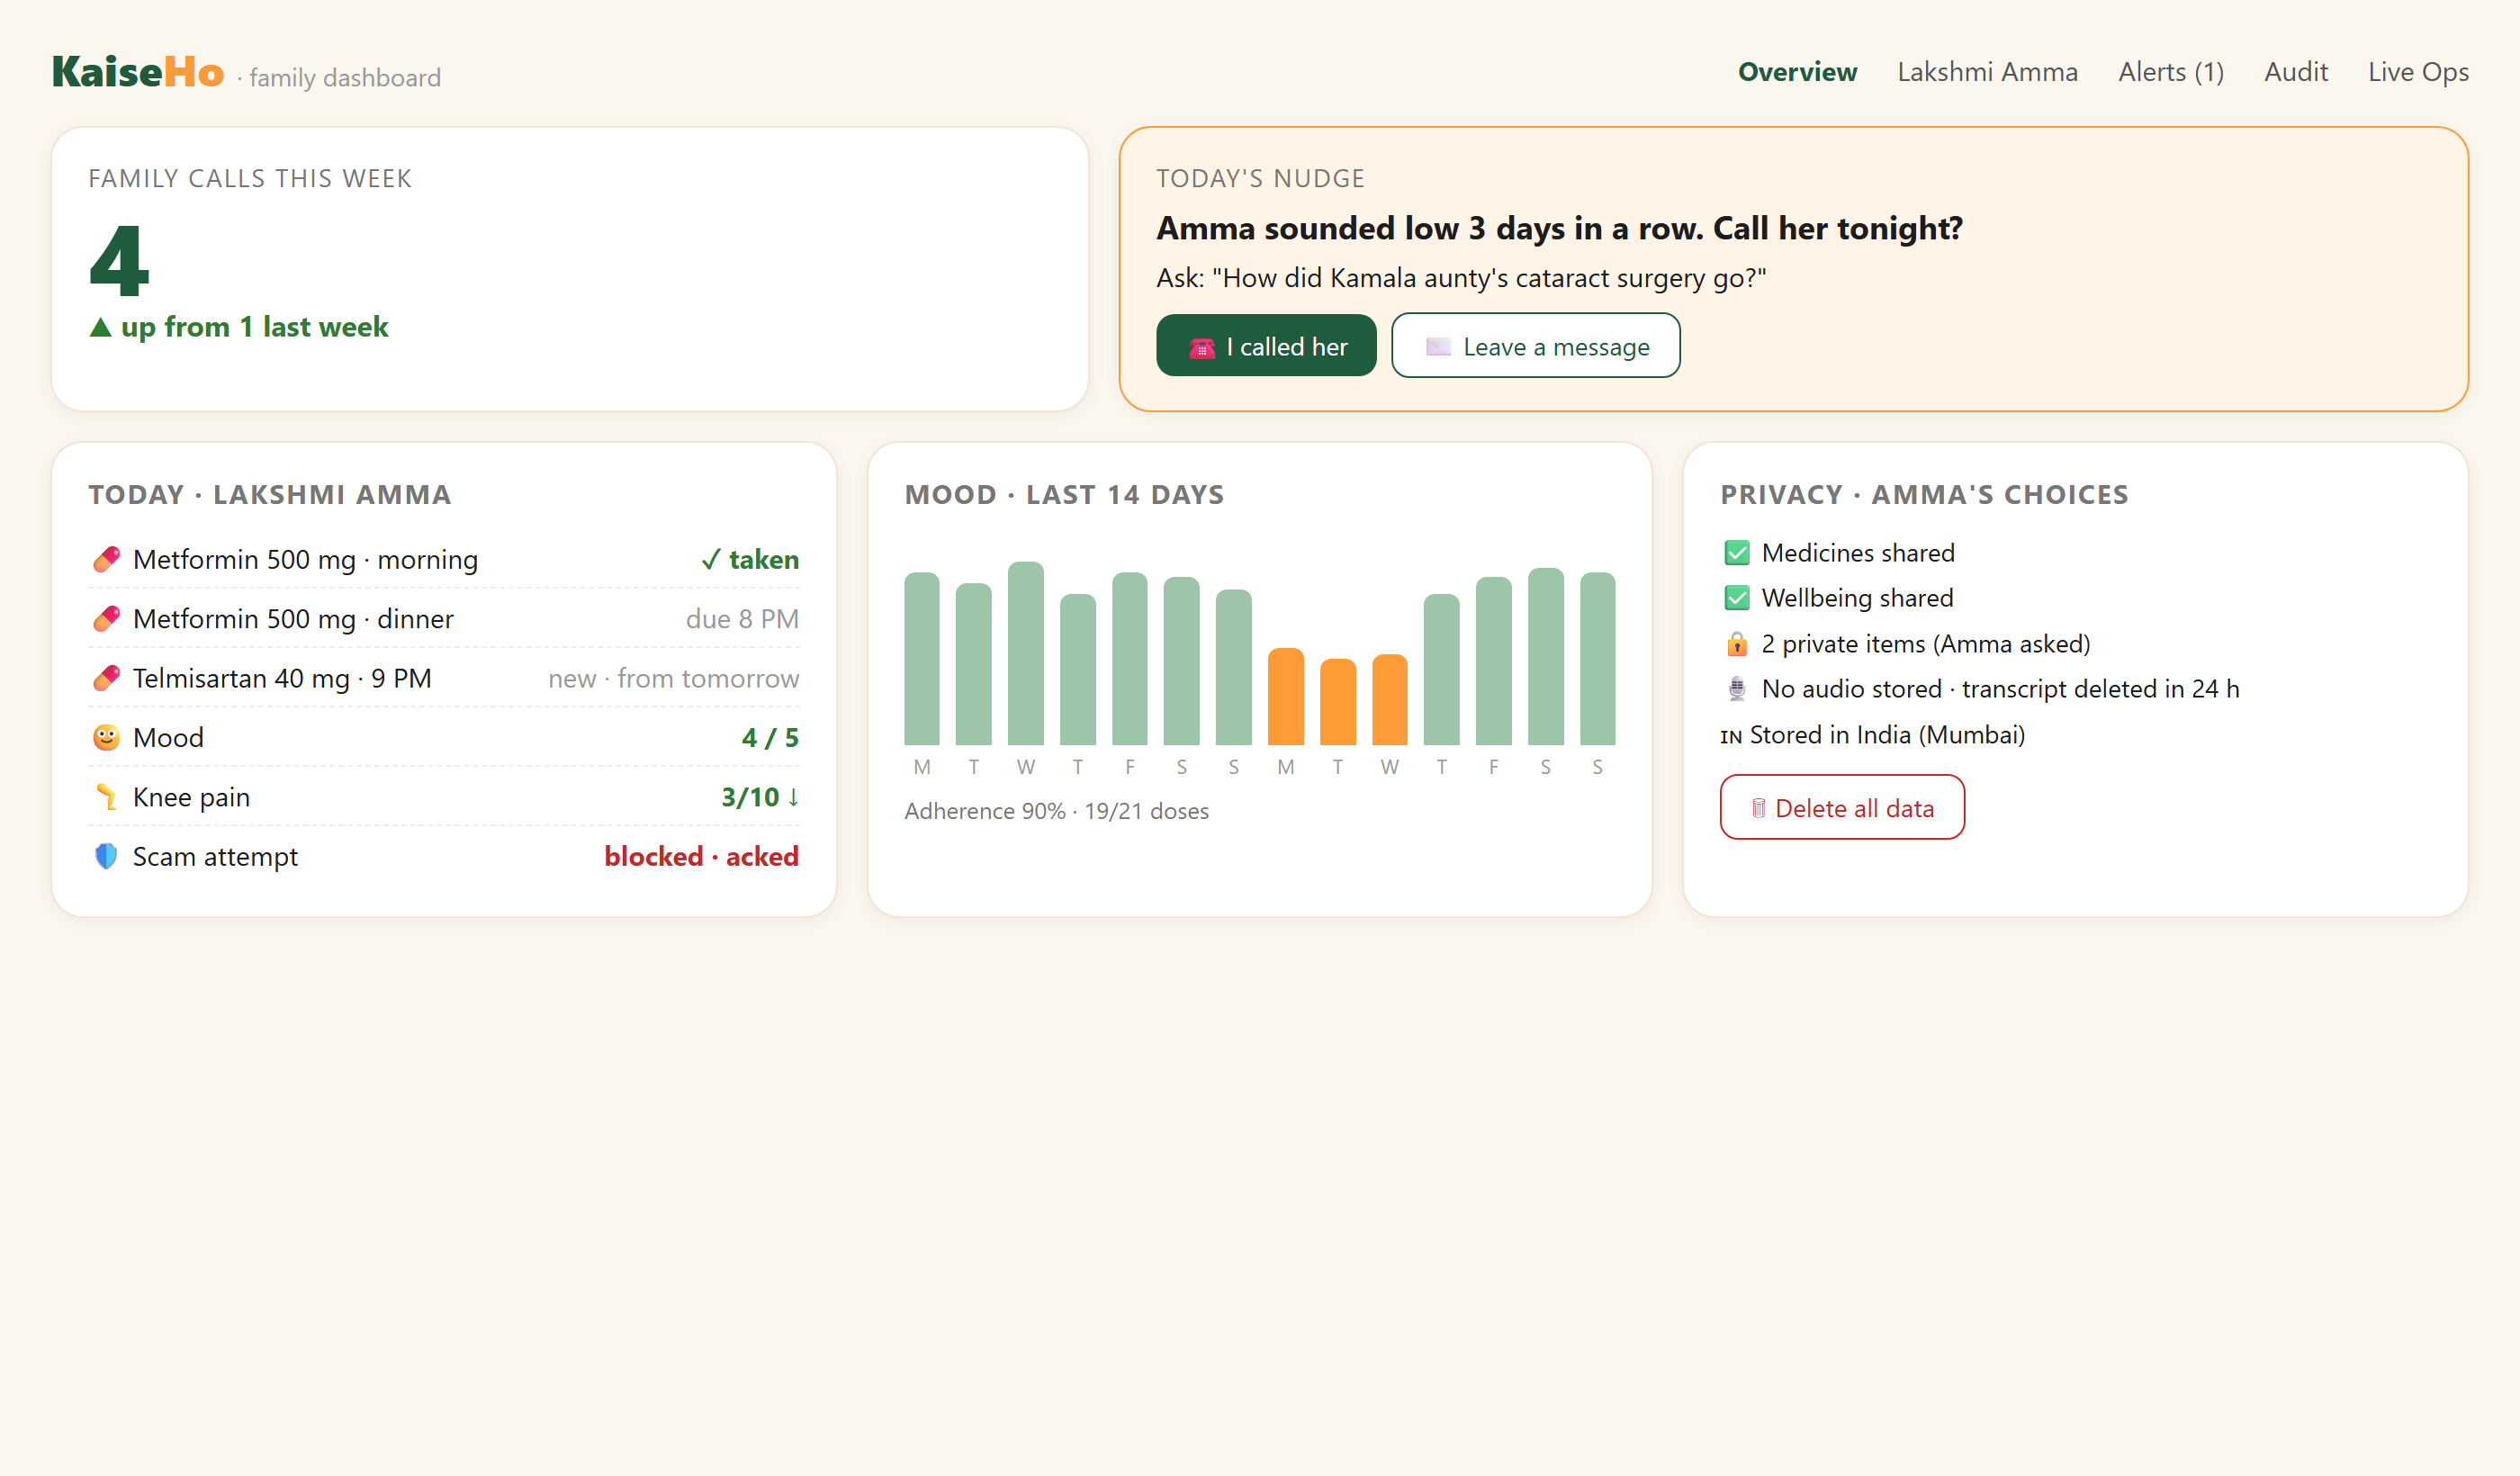 KaiseHo · family dashboard
Overview Lakshmi Amma Alerts (1) Audit Live Ops
FAMILY CALLS THIS WEEK
4
▲ up from 1 last week
TODAY'S NUDGE
Amma sounded low 3 days in a row. Call her tonight?
Ask: "How did Kamala aunty's cataract surgery go?"
☎️ I called her ✉️ Leave a message
TODAY · LAKSHMI AMMA
💊 Metformin 500 mg · morning ✓ taken
💊 Metformin 500 mg · dinner due 8 PM
💊 Telmisartan 40 mg · 9 PM new · from tomorrow
🙂 Mood 4 / 5
🦵 Knee pain 3/10 ↓
🛡️ Scam attempt blocked · acked
MOOD · LAST 14 DAYS
M T W T F S S M T W T F S S
Adherence 90% · 19/21 doses
PRIVACY · AMMA'S CHOICES
✅ Medicines shared
✅ Wellbeing shared
🔒 2 private items (Amma asked)
🎙️ No audio stored · transcript deleted in 24 h
🇮🇳 Stored in India (Mumbai)
🗑 Delete all data